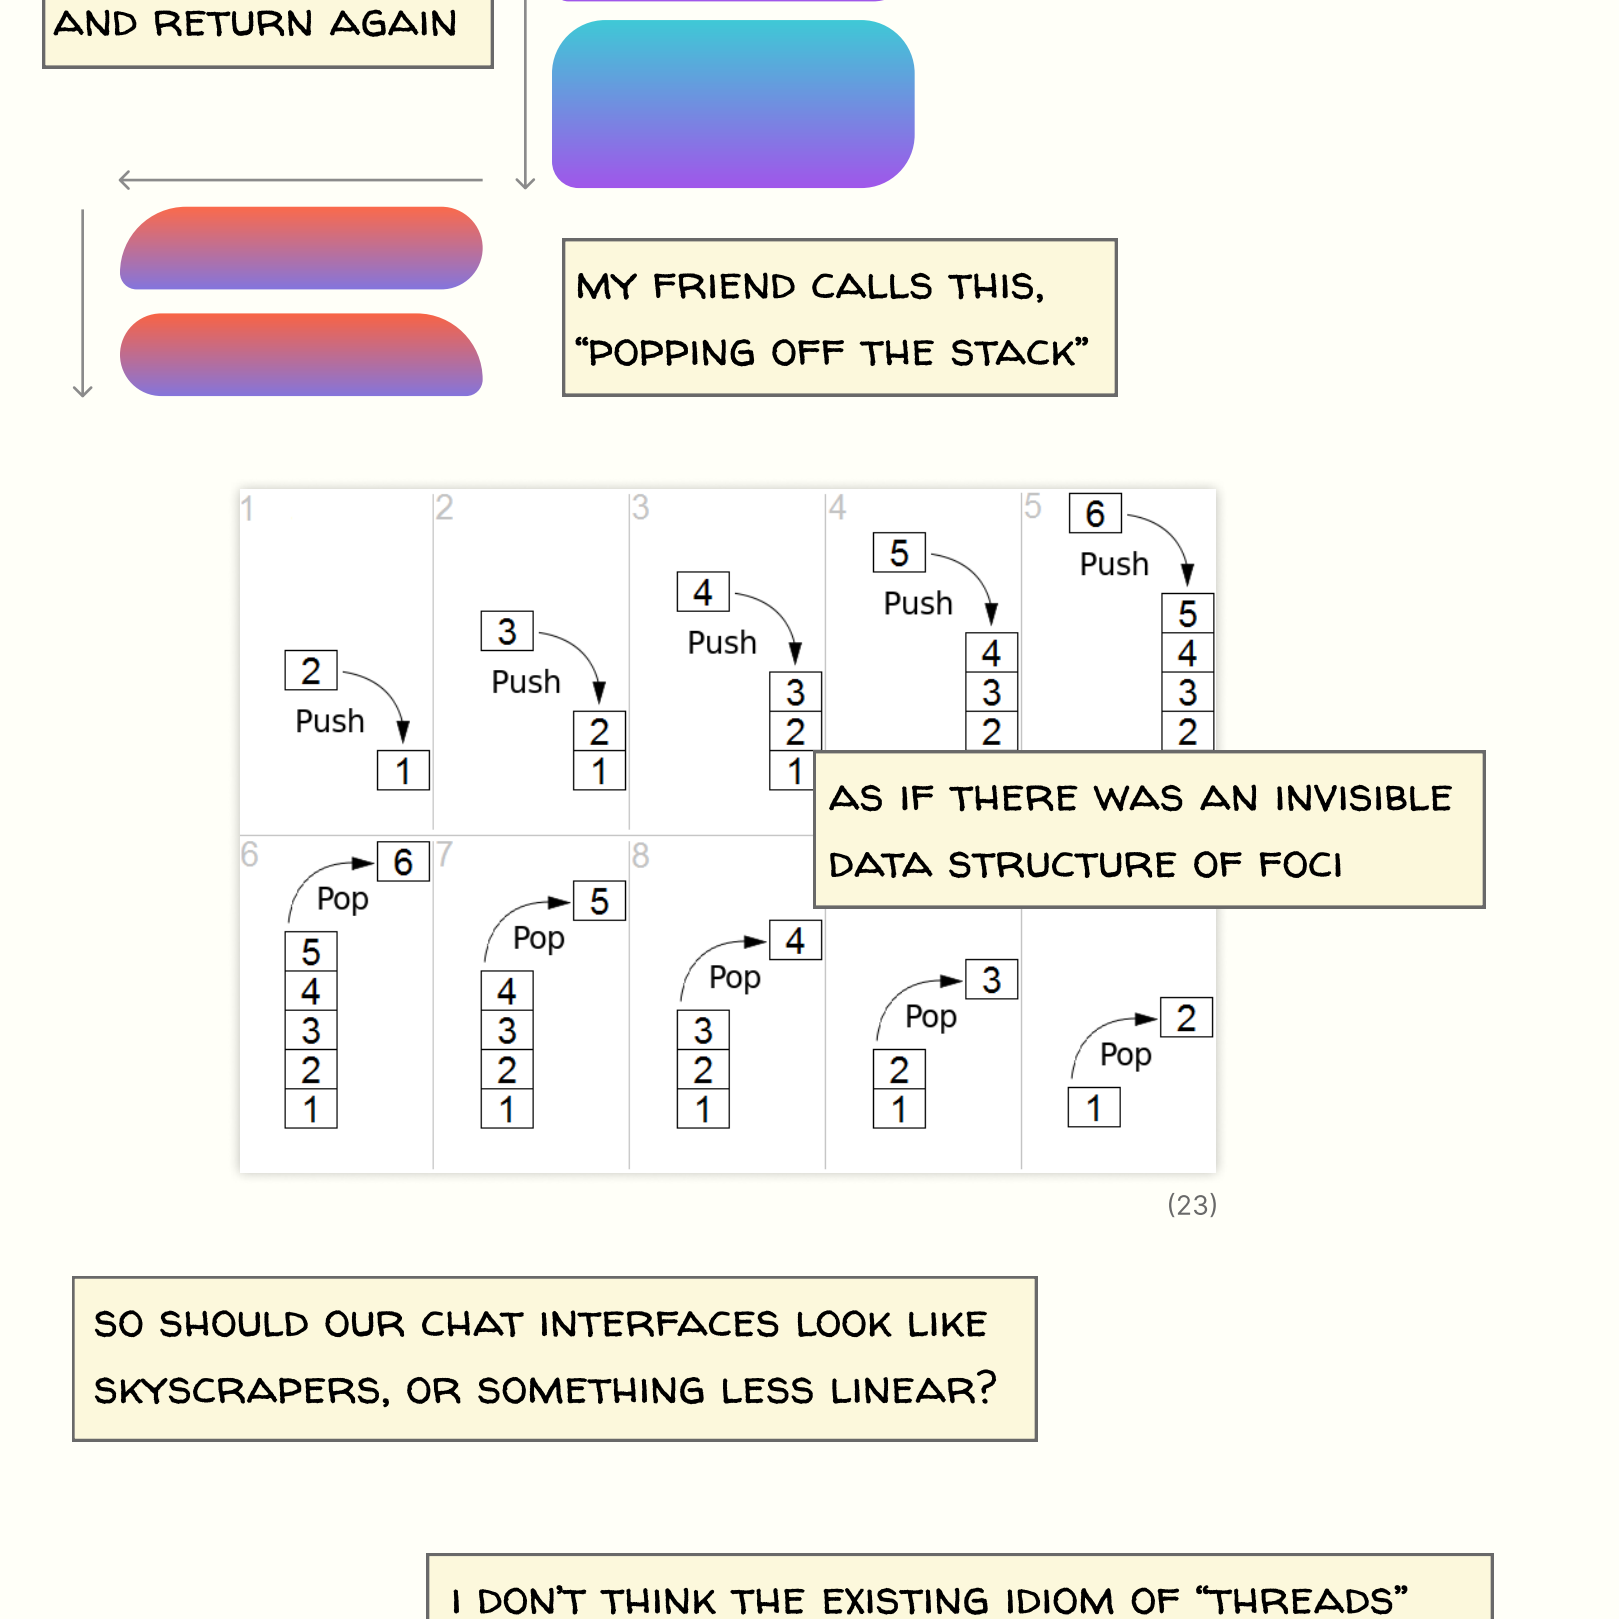 AND RETURN AGAIN
MY FRIEND CALLS THIS,
“POPPING OFF THE STACK”
1 2 3 4 5
6
5 Push
4 Push 5
3 Push 4 4
2 Push 3 3 3
Push 2 2 2 2
1 1 1
AS IF THERE WAS AN INVISIBLE
DATA STRUCTURE OF FOCI
6 7 8
6
Pop 5
5 Pop 4
4 4 Pop 3
3 3 3 Pop 2
2 2 2 2 Pop
1 1 1 1 1
(23)
SO SHOULD OUR CHAT INTERFACES LOOK LIKE
SKYSCRAPERS, OR SOMETHING LESS LINEAR?
I DON’T THINK THE EXISTING IDIOM OF “THREADS”